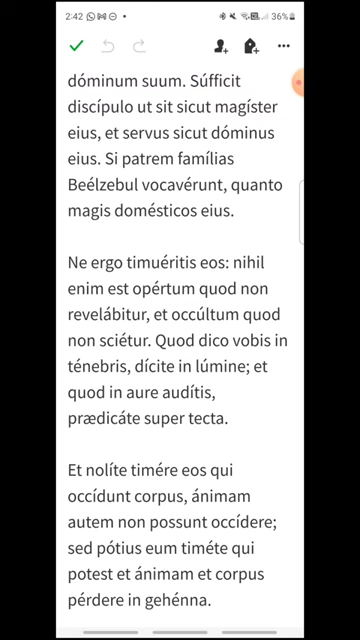 2:42
36%
dóminum suum. Súfficit
discípulo ut sit sicut magíster
eius, et servus sicut dóminus
eius. Si patrem famílias
Beélzebul vocavérunt, quanto
magis domésticos eius.
Ne ergo timuéritis eos: nihil
enim est opértum quod non
revelábitur, et occúltum quod
non sciétur. Quod dico vobis in
ténebris, dícite in lúmine; et
quod in aure audítis,
prædicáte super tecta.
Et nolíte timére eos qui
occídunt corpus, ánimam
autem non possunt occídere;
sed pótius eum timéte qui
potest et ánimam et corpus
pérdere in gehénna.